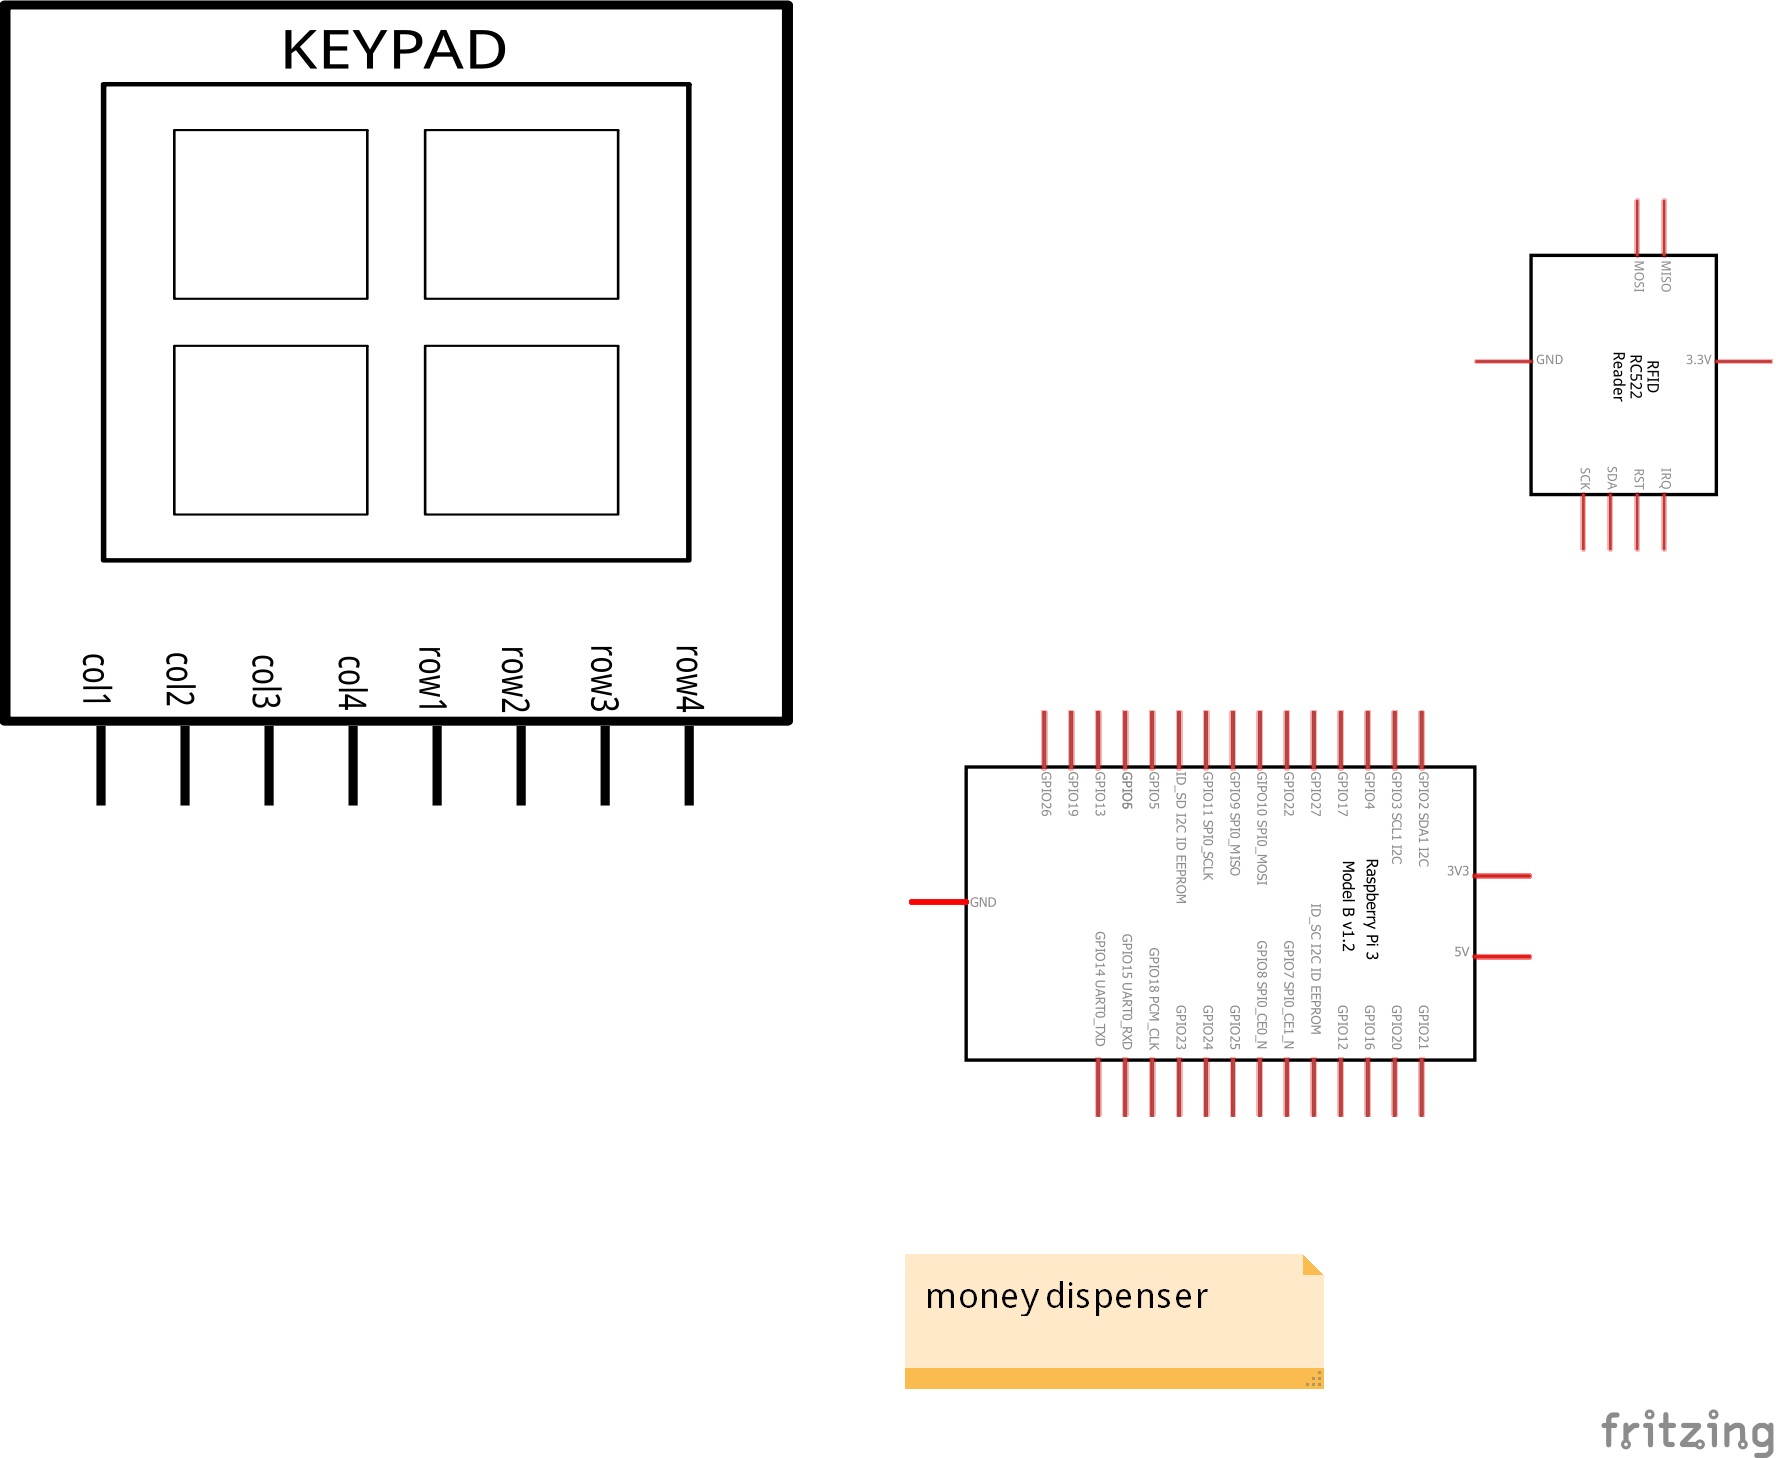 KEYPAD
col1
col2
col3
col4
row1
row2
row3
row4
MOSI
MISO
GND
3.3V
RFID
RC522
Reader
SCK
SDA
RST
IRQ
GPIO26
GPIO19
GPIO13
GPIO5
ID_SD I2C ID EEPROM
GPIO11 SPI0_SCLK
GPIO9 SPI0_MISO
GIPO10 SPI0_MOSI
GPIO22
GPIO27
GPIO17
GPIO4
GPIO3 SCL1 I2C
GPIO2 SDA1 I2C
3V3
5V
GND
Raspberry Pi 3
Model B v1.2
GPIO14 UART0_TXD
GPIO15 UART0_RXD
GPIO18 PCM_CLK
GPIO23
GPIO24
GPIO25
GPIO8 SPI0_CE0_N
GPIO7 SPI0_CE1_N
ID_SC I2C ID EEPROM
GPIO12
GPIO16
GPIO20
GPIO21
money dispenser
fritzing